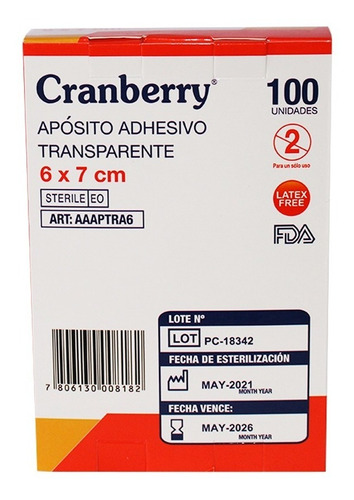 Cranberry®
100
UNIDADES
APÓSITO ADHESIVO
TRANSPARENTE
6 x 7 cm
STERILE EO
ART: AAAPTRA6
2
Para un sólo uso
LATEX
FREE
FDA
LOTE Nº
LOT PC-18342
FECHA DE ESTERILIZACIÓN
MAY-2021
MONTH YEAR
FECHA VENCE:
MAY-2026
MONTH YEAR
7 806130 008182